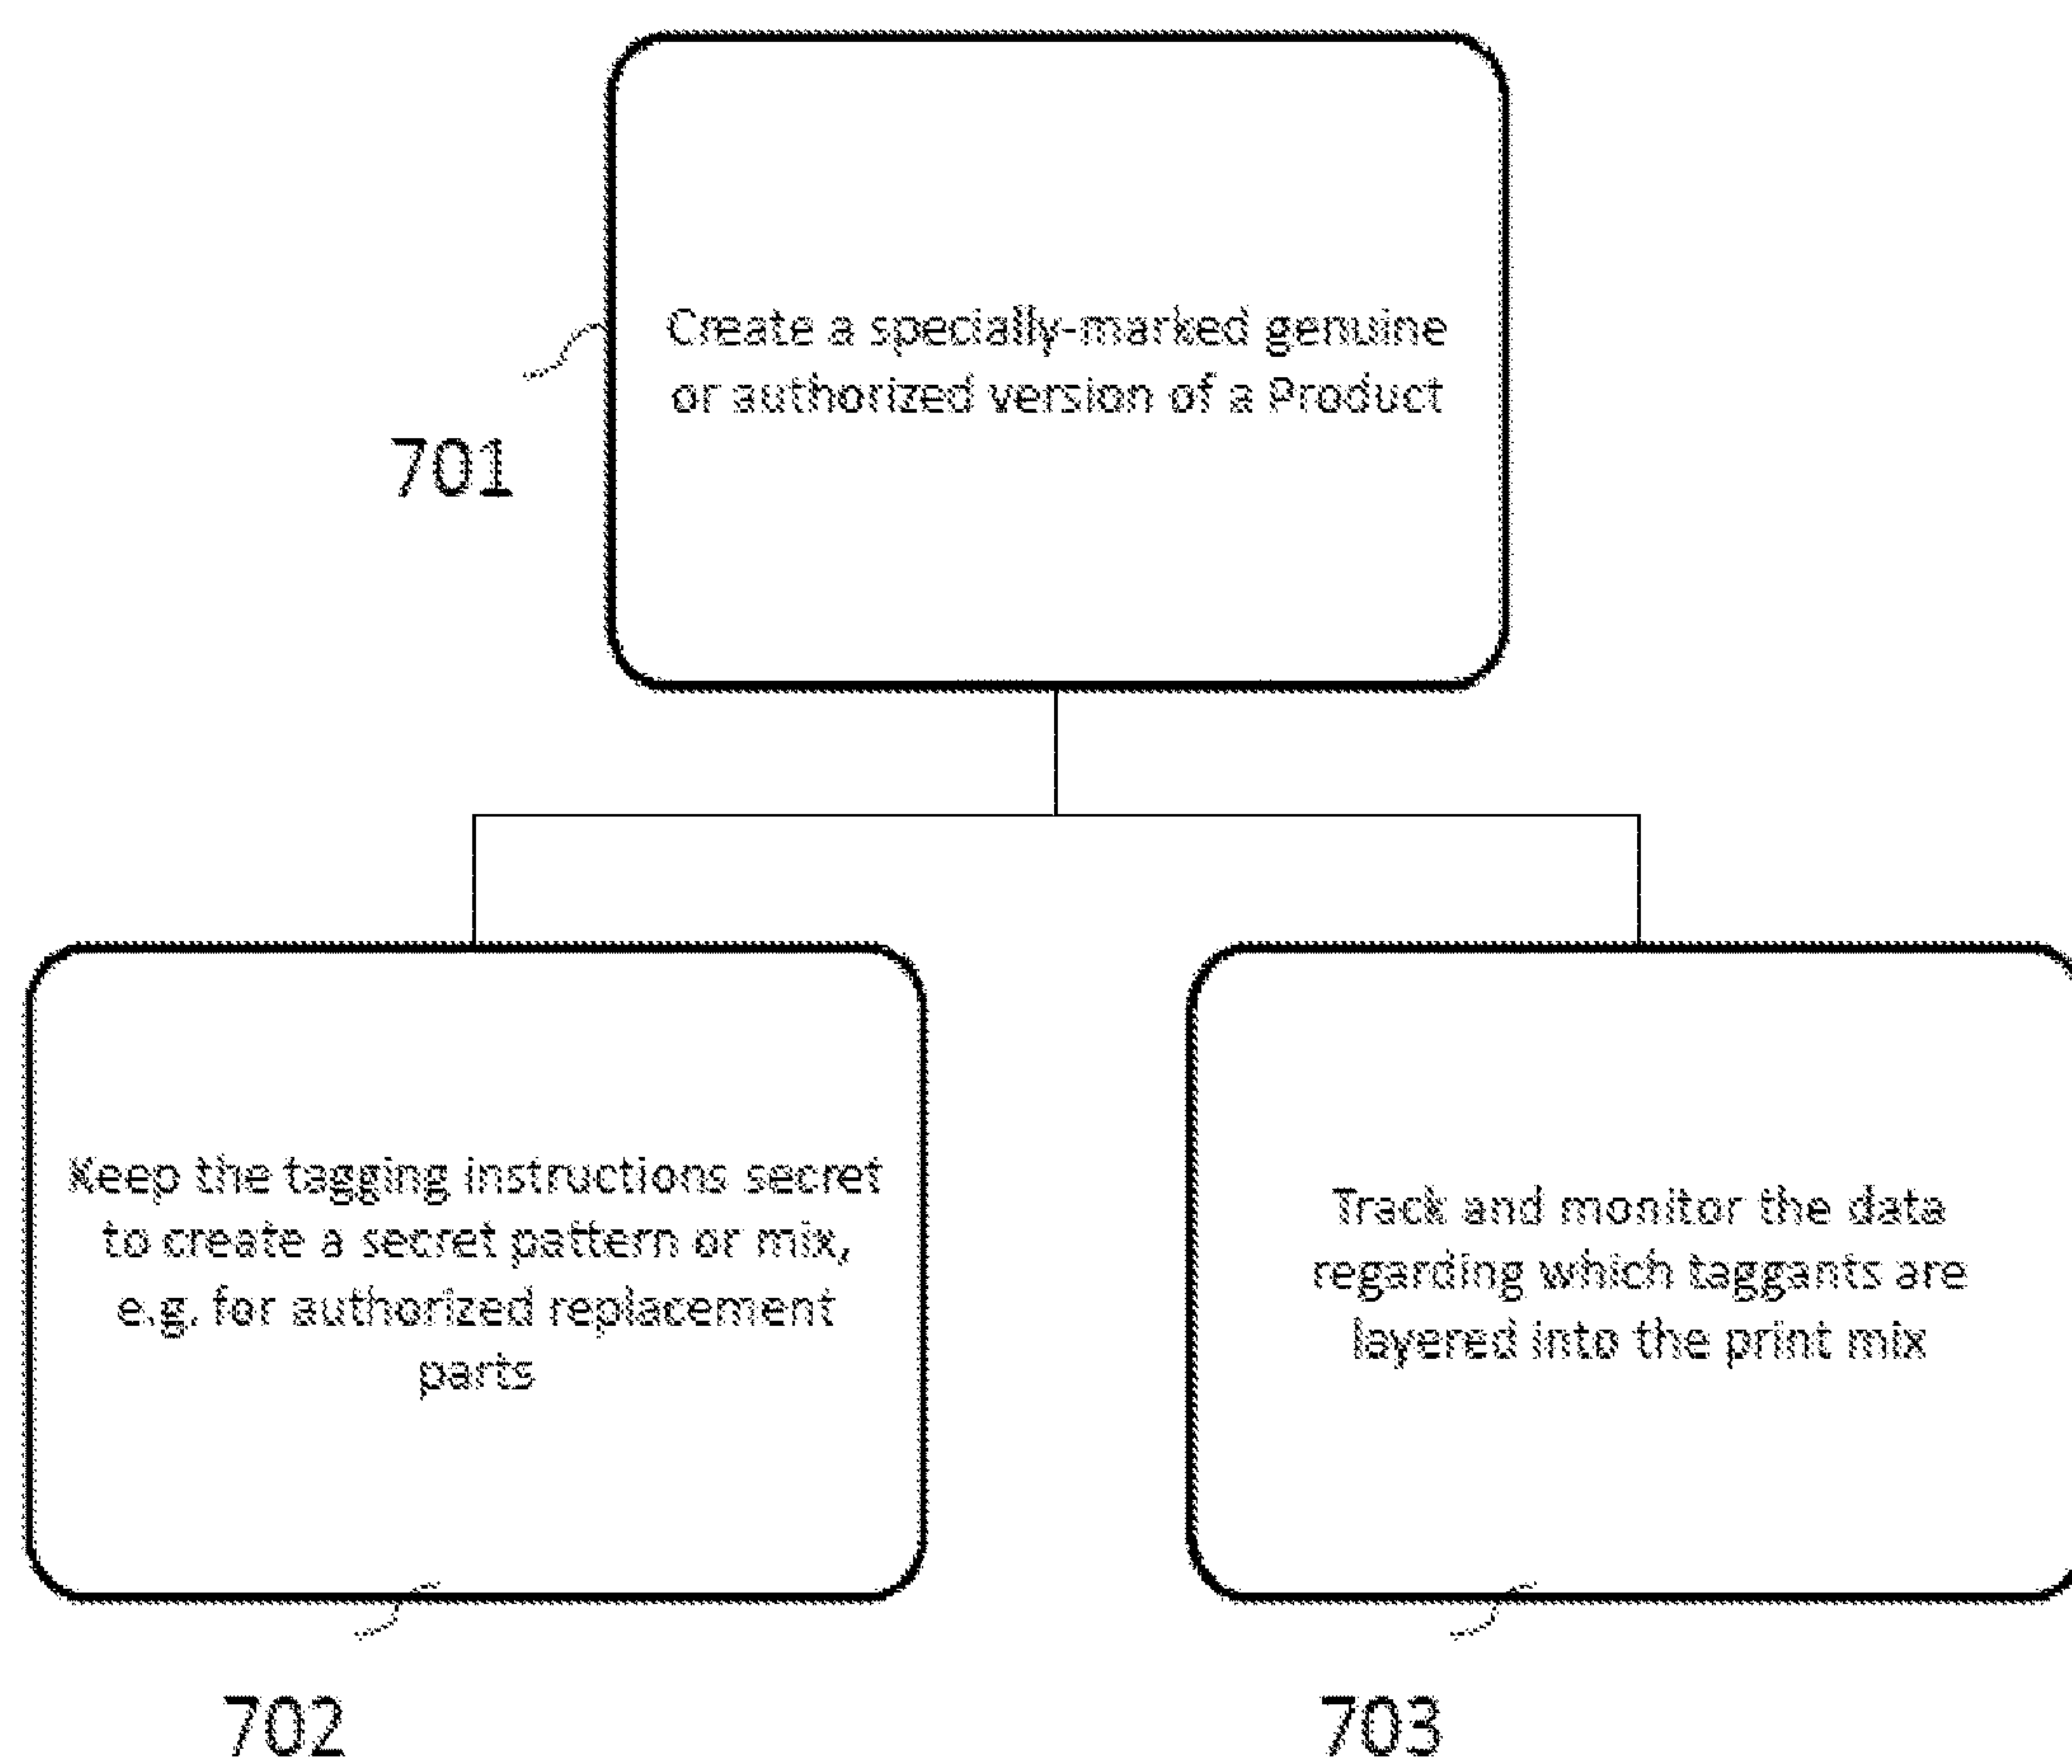 Create a specially-marked genuine
or authorized version of a Product
701
Keep the tagging instructions secret
to create a secret pattern or mix,
e.g. for authorized replacement
parts
Track and monitor the data
regarding which taggants are
layered into the print mix
702
703